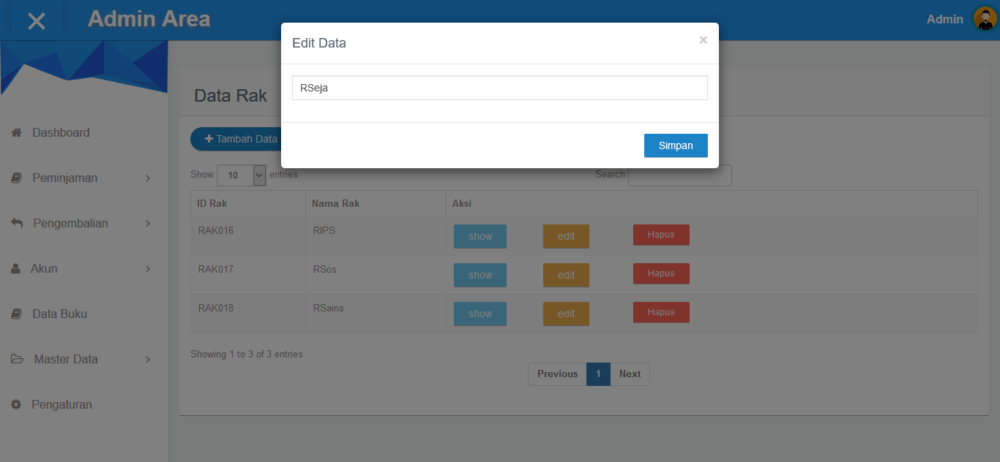 Admin Area
Admin
Edit Data
×
RSeja
Simpan
Dashboard
Peminjaman
Pengembalian
Akun
Data Buku
Master Data
Pengaturan
Data Rak
Tambah Data
Show 10 entries
Search:
ID Rak Nama Rak Aksi
RAK016 RIPS show edit Hapus
RAK017 RSos show edit Hapus
RAK018 RSains show edit Hapus
Showing 1 to 3 of 3 entries
Previous 1 Next